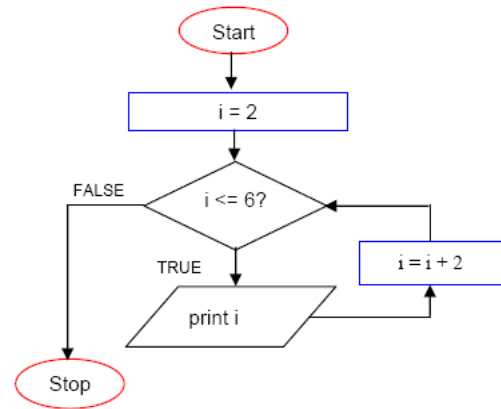 Start
i = 2
FALSE
i <= 6?
TRUE
i = i + 2
print i
Stop